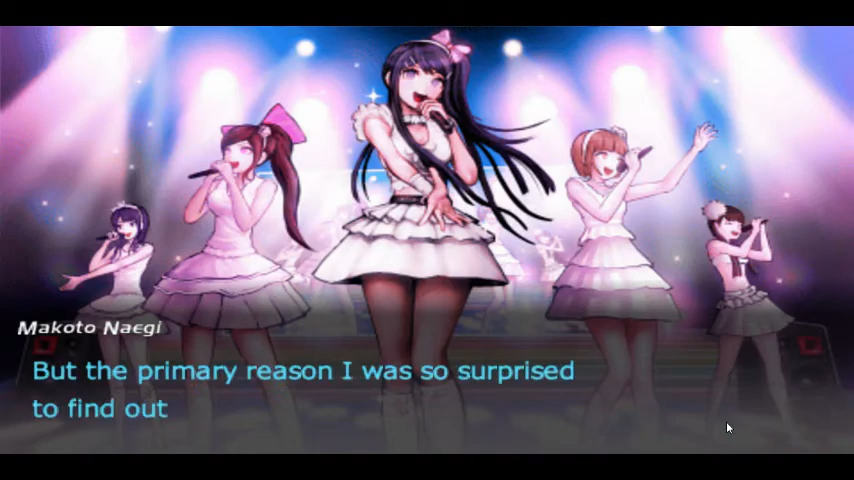 Makoto Naegi
But the primary reason I was so surprised
to find out